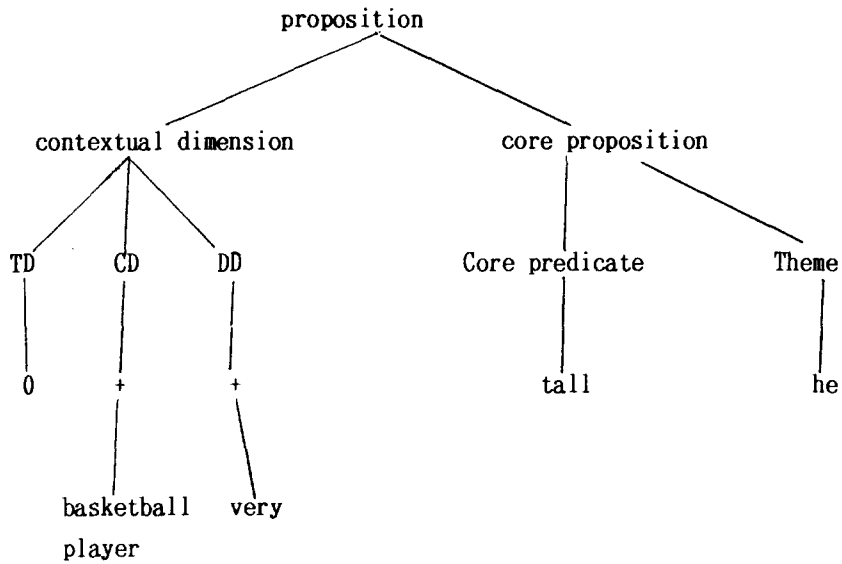 proposition
contextual dimension core proposition
TD CD DD Core predicate Theme
0 + + tall he
basketball very
player